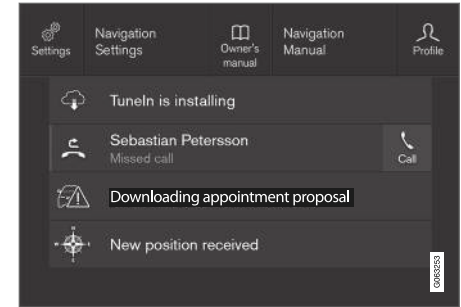 Settings
Navigation
Settings
Owner's
manual
Navigation
Manual
Profile
TuneIn is installing
Sebastian Petersson
Missed call
Call
Downloading appointment proposal
New position received
G063253